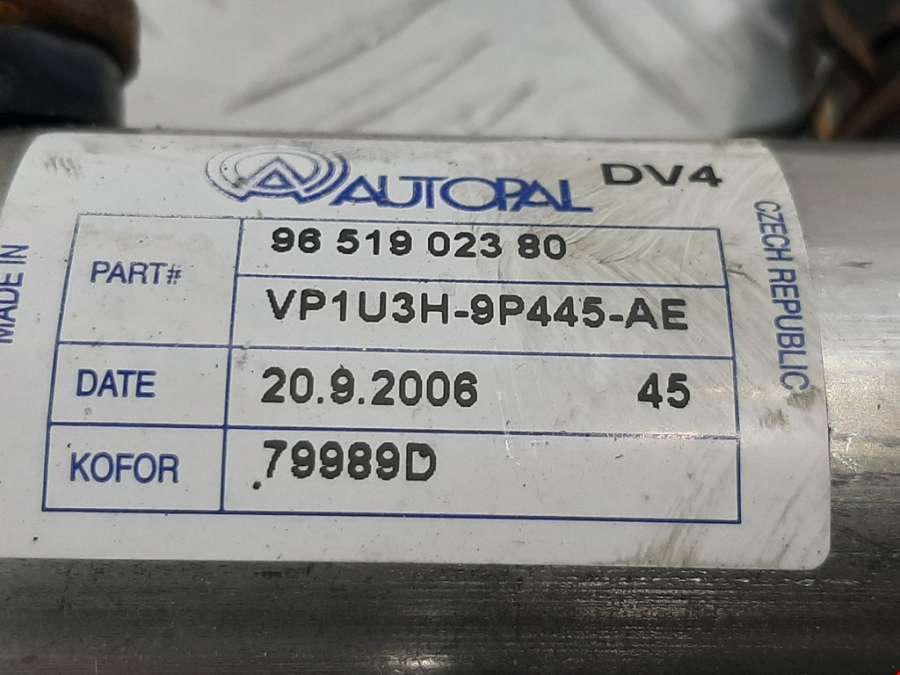 AUTOPAL DV4
MADE IN
CZECH REPUBLIC
PART# 96 519 023 80
VP1U3H-9P445-AE
DATE 20.9.2006 45
KOFOR 79989D